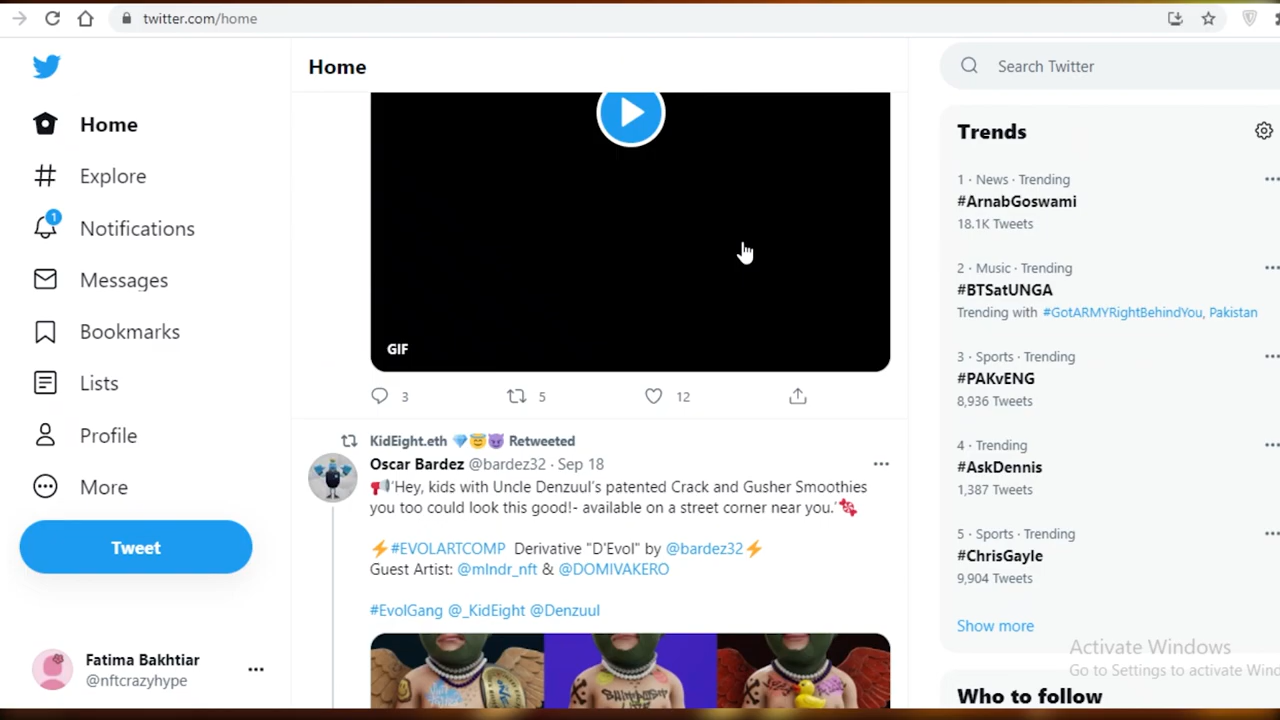 twitter.com/home
Home
Search Twitter
Home
Explore
1
Notifications
Messages
Bookmarks
Lists
Profile
More
Tweet
Fatima Bakhtiar
@nftcrazyhype
GIF
3 5 12
KidEight.eth 💎😇😈 Retweeted
Oscar Bardez @bardez32 · Sep 18
📢'Hey, kids with Uncle Denzuul's patented Crack and Gusher Smoothies
you too could look this good!- available on a street corner near you.'🍬
⚡#EVOLARTCOMP Derivative "D'Evol" by @bardez32⚡
Guest Artist: @mlndr_nft & @DOMIVAKERO
#EvolGang @_KidEight @Denzuul
Trends
1 · News · Trending
#ArnabGoswami
18.1K Tweets
2 · Music · Trending
#BTSatUNGA
Trending with #GotARMYRightBehindYou, Pakistan
3 · Sports · Trending
#PAKvENG
8,936 Tweets
4 · Trending
#AskDennis
1,387 Tweets
5 · Sports · Trending
#ChrisGayle
9,904 Tweets
Show more
Activate Windows
Go to Settings to activate
Who to follow